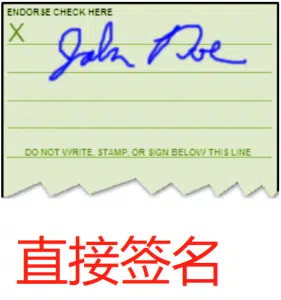 ENDORSE CHECK HERE
X John Doe
DO NOT WRITE, STAMP, OR SIGN BELOW THIS LINE
直接签名